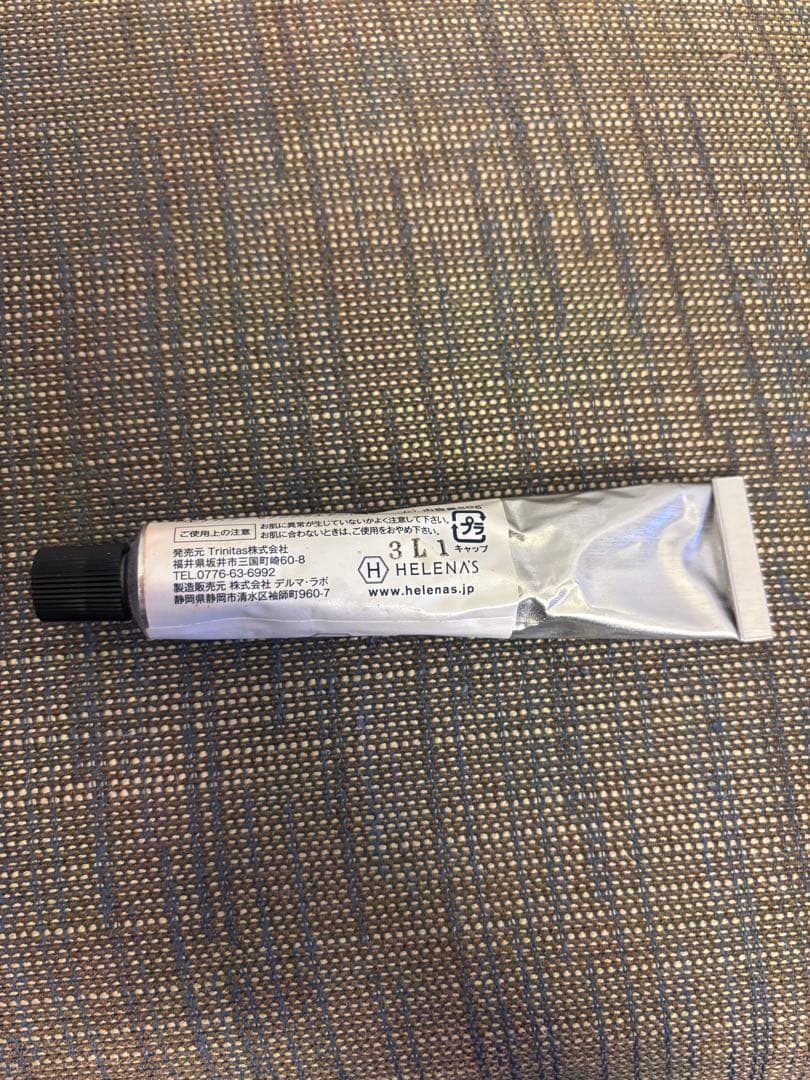 ご使用上の注意
お肌に異常が生じていないかよく注意して下さい。
お肌に合わないときは、ご使用をおやめ下さい。
発売元 Trinitas株式会社
福井県坂井市三国町崎60-8
TEL.0776-63-6992
製造販売元 株式会社 デルマ・ラボ
静岡県静岡市清水区袖師町960-7
プラ
キャップ
3L1
H HELENA'S
www.helenas.jp